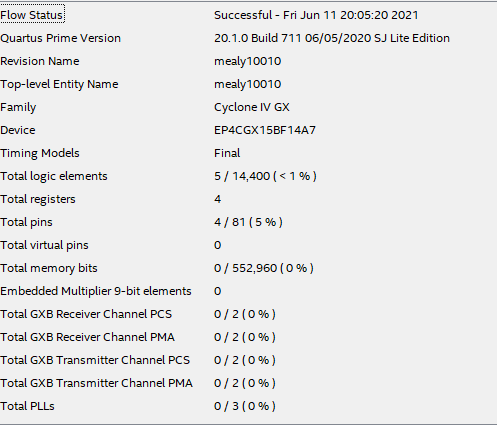 Flow Status Successful - Fri Jun 11 20:05:20 2021
Quartus Prime Version 20.1.0 Build 711 06/05/2020 SJ Lite Edition
Revision Name mealy10010
Top-level Entity Name mealy10010
Family Cyclone IV GX
Device EP4CGX15BF14A7
Timing Models Final
Total logic elements 5 / 14,400 ( < 1 % )
Total registers 4
Total pins 4 / 81 ( 5 % )
Total virtual pins 0
Total memory bits 0 / 552,960 ( 0 % )
Embedded Multiplier 9-bit elements 0
Total GXB Receiver Channel PCS 0 / 2 ( 0 % )
Total GXB Receiver Channel PMA 0 / 2 ( 0 % )
Total GXB Transmitter Channel PCS 0 / 2 ( 0 % )
Total GXB Transmitter Channel PMA 0 / 2 ( 0 % )
Total PLLs 0 / 3 ( 0 % )